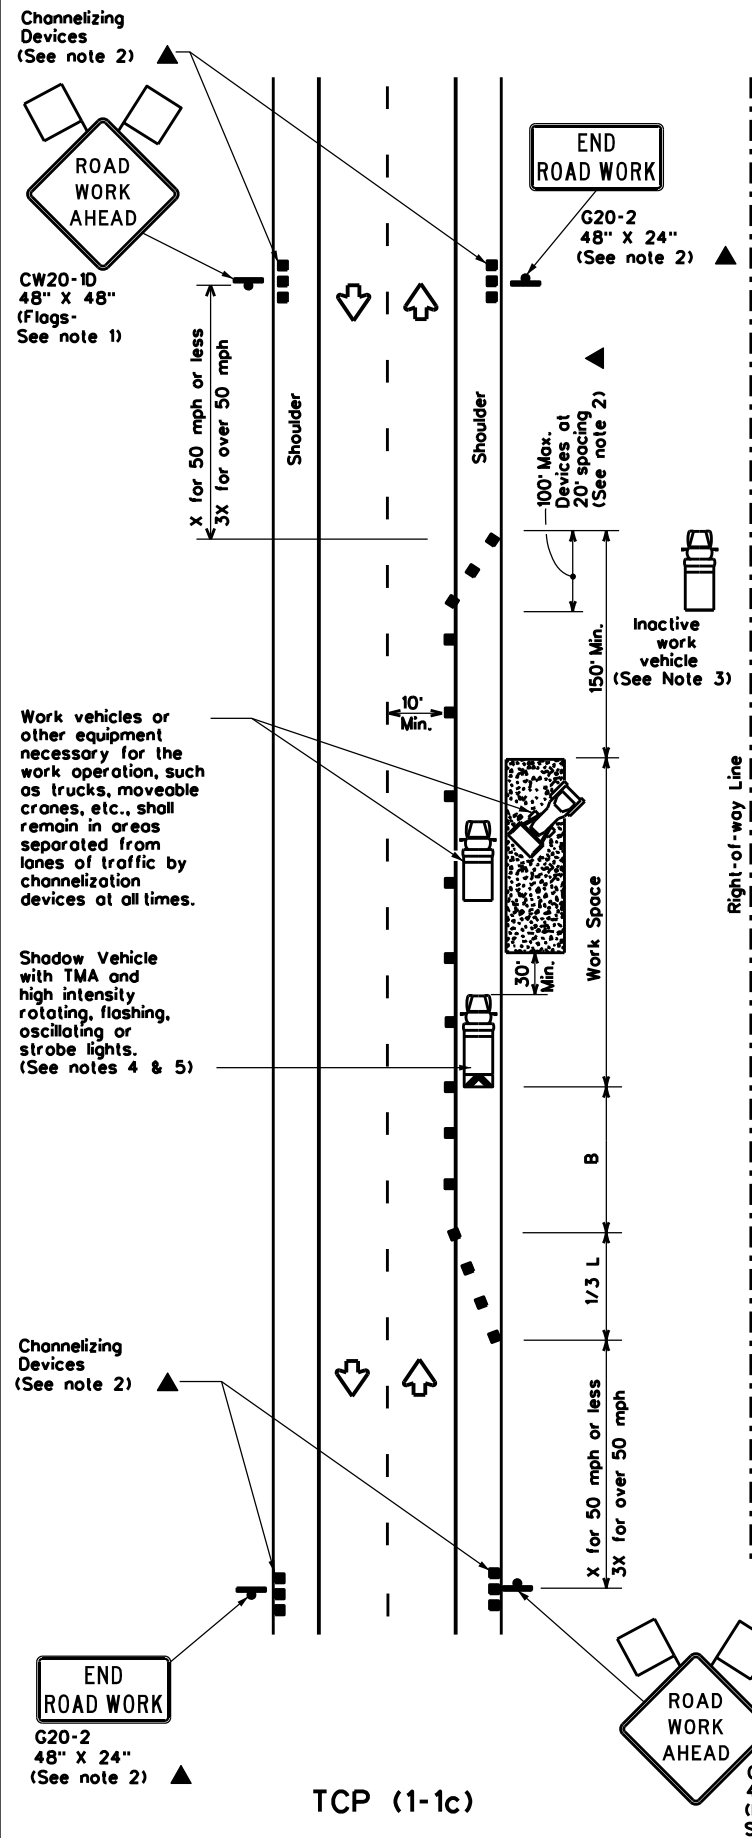 Channelizing
Devices
(See note 2)
ROAD
WORK
AHEAD
CW20-1D
48" X 48"
(Flags-
See note 1)
END
ROAD WORK
G20-2
48" X 24"
(See note 2)
X for 50 mph or less
3X for over 50 mph
Shoulder
Shoulder
100' Max.
Devices at
20' spacing
(See note 2)
150' Min.
Inactive
work
vehicle
(See Note 3)
10'
Min.
Work vehicles or
other equipment
necessary for the
work operation, such
as trucks, moveable
cranes, etc., shall
remain in areas
separated from
lanes of traffic by
channelization
devices at all times.
Right-of-way Line
Work Space
30'
Min.
Shadow Vehicle
with TMA and
high intensity
rotating, flashing,
oscillating or
strobe lights.
(See notes 4 & 5)
B
1/3 L
Channelizing
Devices
(See note 2)
X for 50 mph or less
3X for over 50 mph
END
ROAD WORK
G20-2
48" X 24"
(See note 2)
ROAD
WORK
AHEAD
TCP (1-1c)